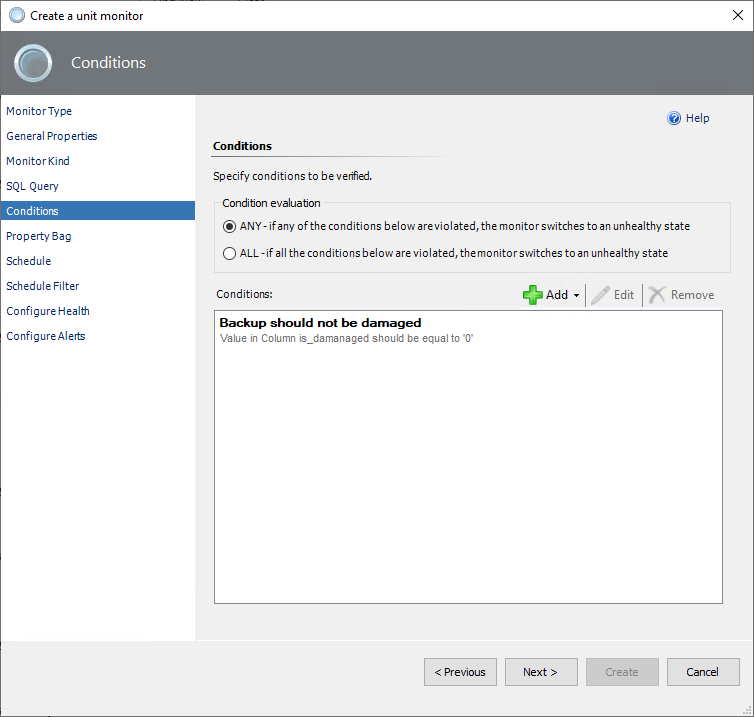 Create a unit monitor
Conditions
Monitor Type
General Properties
Monitor Kind
SQL Query
Conditions
Property Bag
Schedule
Schedule Filter
Configure Health
Configure Alerts
Help
Conditions
Specify conditions to be verified.
Condition evaluation
ANY - if any of the conditions below are violated, the monitor switches to an unhealthy state
ALL - if all the conditions below are violated, the monitor switches to an unhealthy state
Conditions:
Add
Edit
Remove
Backup should not be damaged
Value in Column is_damanaged should be equal to '0'
< Previous
Next >
Create
Cancel